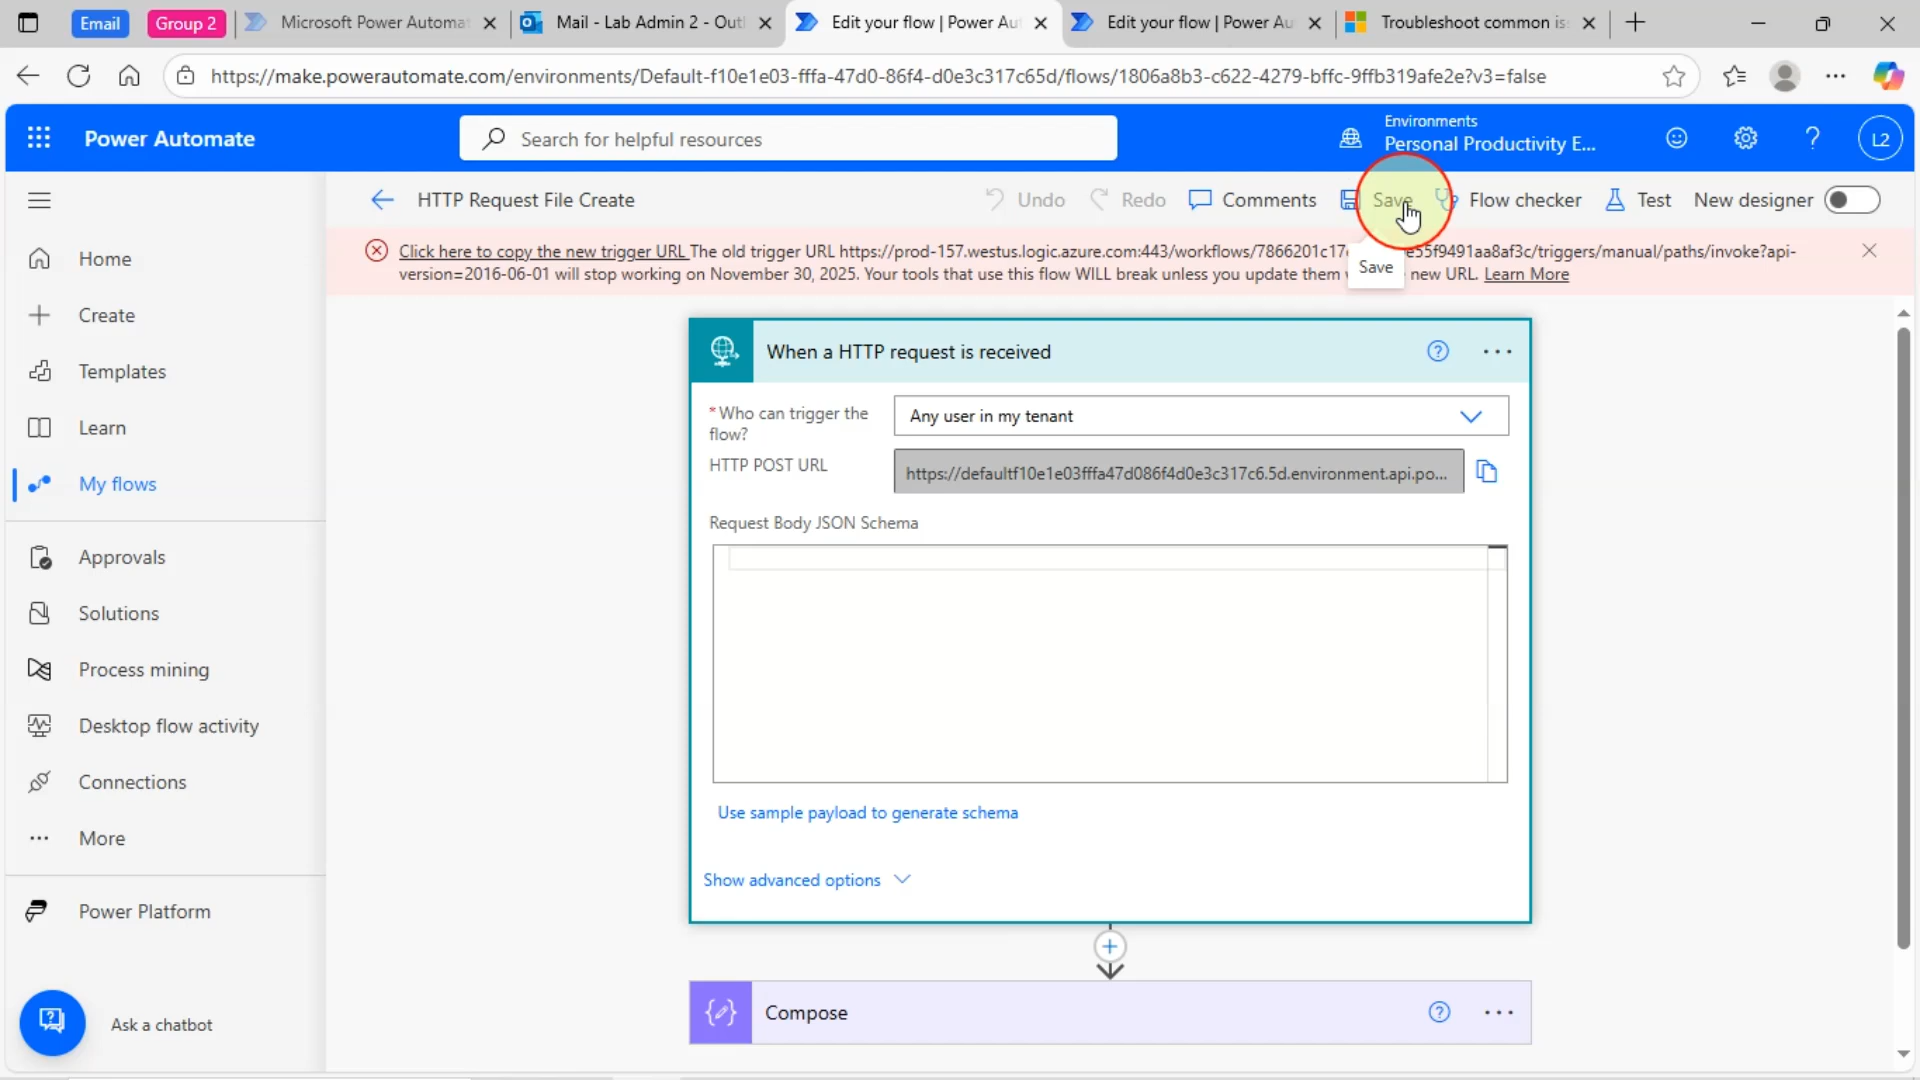 Email
Group 2
Microsoft Power Automa
Mail - Lab Admin 2 - Outl
Edit your flow | Power Au
Edit your flow | Power Au
Troubleshoot common is
https://make.powerautomate.com/environments/Default-f10e1e03-fffa-47d0-86f4-d0e3c317c65d/flows/1806a8b3-c622-4279-bffc-9ffb319afe2e?v3=false
Power Automate
Search for helpful resources
Environments
Personal Productivity E...
L2
HTTP Request File Create
Undo
Redo
Comments
Save
Flow checker
Test
New designer
Click here to copy the new trigger URL The old trigger URL https://prod-157.westus.logic.azure.com:443/workflows/7866201c17 e55f9491aa8af3c/triggers/manual/paths/invoke?api-
version=2016-06-01 will stop working on November 30, 2025. Your tools that use this flow WILL break unless you update them new URL. Learn More
Save
Home
Create
Templates
Learn
My flows
Approvals
Solutions
Process mining
Desktop flow activity
Connections
More
Power Platform
Ask a chatbot
When a HTTP request is received
* Who can trigger the
flow?
Any user in my tenant
HTTP POST URL
https://defaultf10e1e03fffa47d086f4d0e3c317c6.5d.environment.api.po...
Request Body JSON Schema
Use sample payload to generate schema
Show advanced options
Compose